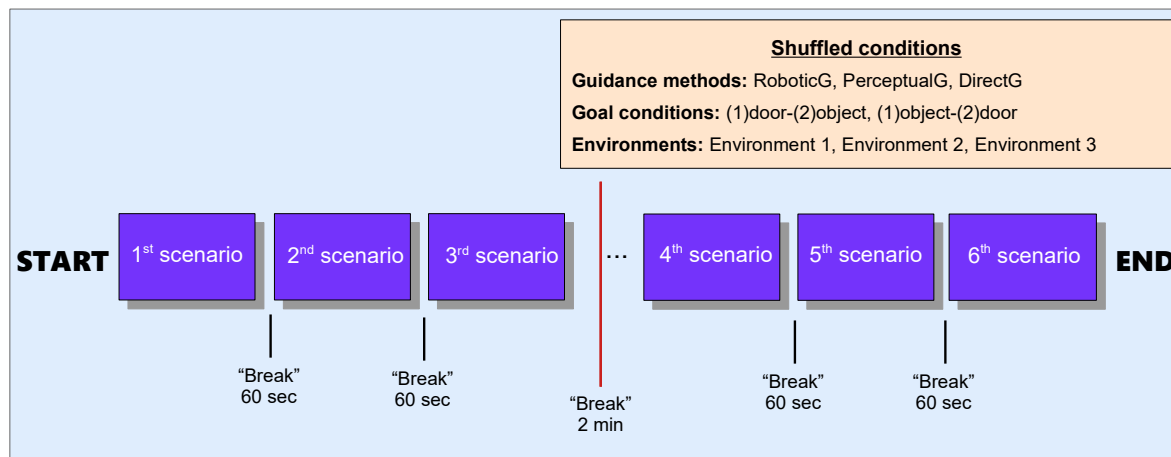 Shuffled conditions
Guidance methods: RoboticG, PerceptualG, DirectG
Goal conditions: (1)door-(2)object, (1)object-(2)door
Environments: Environment 1, Environment 2, Environment 3
START
1st scenario
2nd scenario
3rd scenario
...
4th scenario
5th scenario
6th scenario
END
“Break”
60 sec
“Break”
60 sec
“Break”
2 min
“Break”
60 sec
“Break”
60 sec